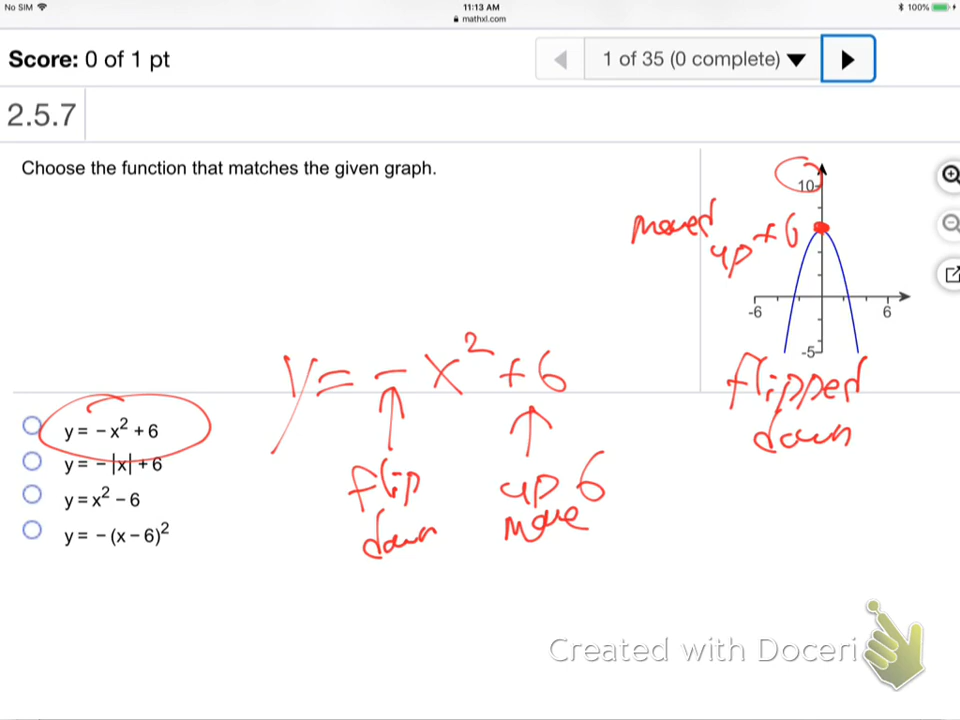 No SIM
11:13 AM
100%
mathxl.com
Score: 0 of 1 pt
1 of 35 (0 complete)
2.5.7
Choose the function that matches the given graph.
10
moved
up +6
-6
6
-5
flipped
down
y = - x² + 6
flip
down
up 6
move
y = − x² + 6
y = − |x| + 6
y = x² − 6
y = − (x − 6)²
Created with Doceri